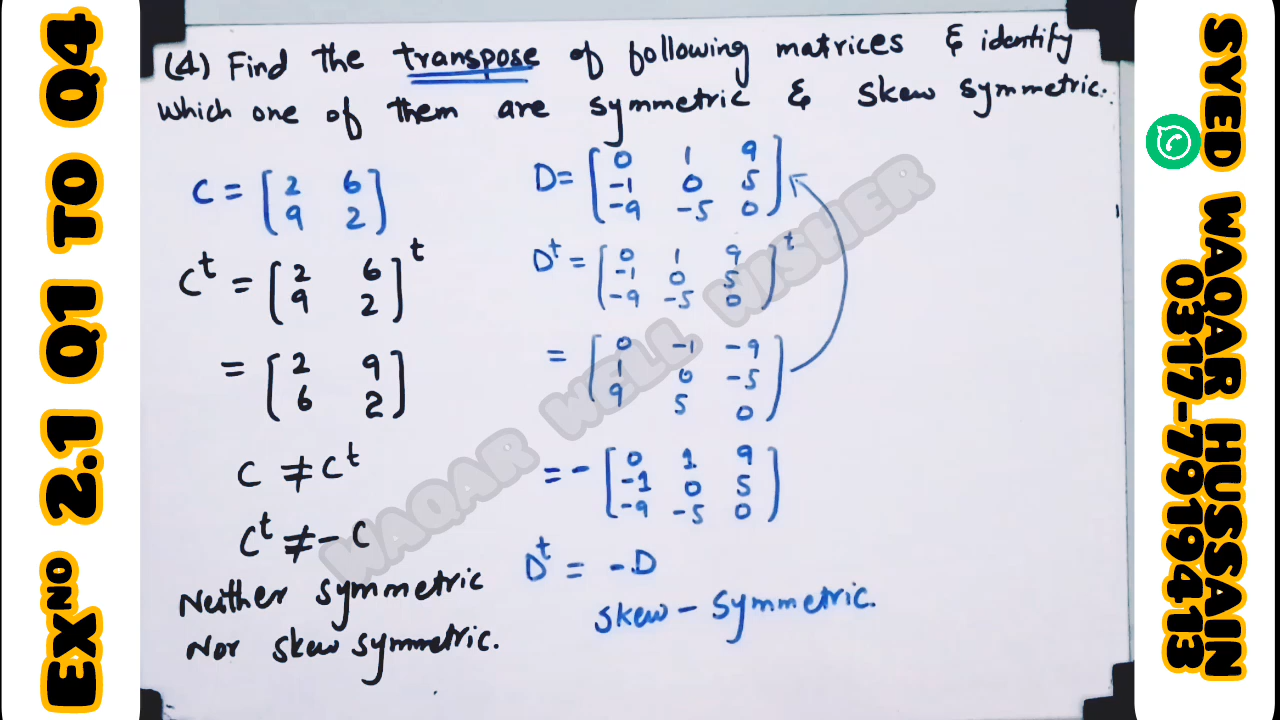 EXNO 2.1 Q1 TO Q4
(4) Find the transpose of following matrices & identify
which one of them are symmetric & skew symmetric.
C = [2 6
9 2]
C^t = [2 6
9 2]^t
= [2 9
6 2]
C ≠ C^t
C^t ≠ - C
Neither symmetric
Nor skew symmetric.
D = [0 1 9
-1 0 5
-9 -5 0]
D^t = [0 1 9
-1 0 5
-9 -5 0]^t
= [0 -1 -9
1 0 -5
9 5 0]
= - [0 1 9
-1 0 5
-9 -5 0]
D^t = -D
skew - symmetric.
WAQAR WELL WISHER
SYED WAQAR HUSSAIN
0317-7919413